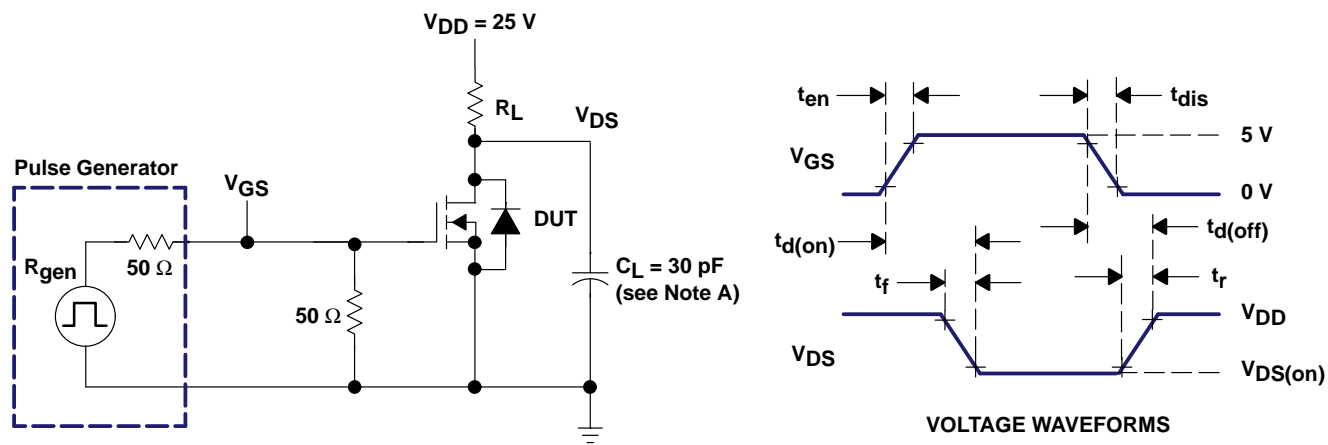 V_DD = 25 V
R_L
V_DS
Pulse Generator
V_GS
DUT
R_gen
50 Ω
50 Ω
C_L = 30 pF
(see Note A)
t_en
t_dis
5 V
V_GS
0 V
t_d(on)
t_d(off)
t_f
t_r
V_DD
V_DS
V_DS(on)
VOLTAGE WAVEFORMS